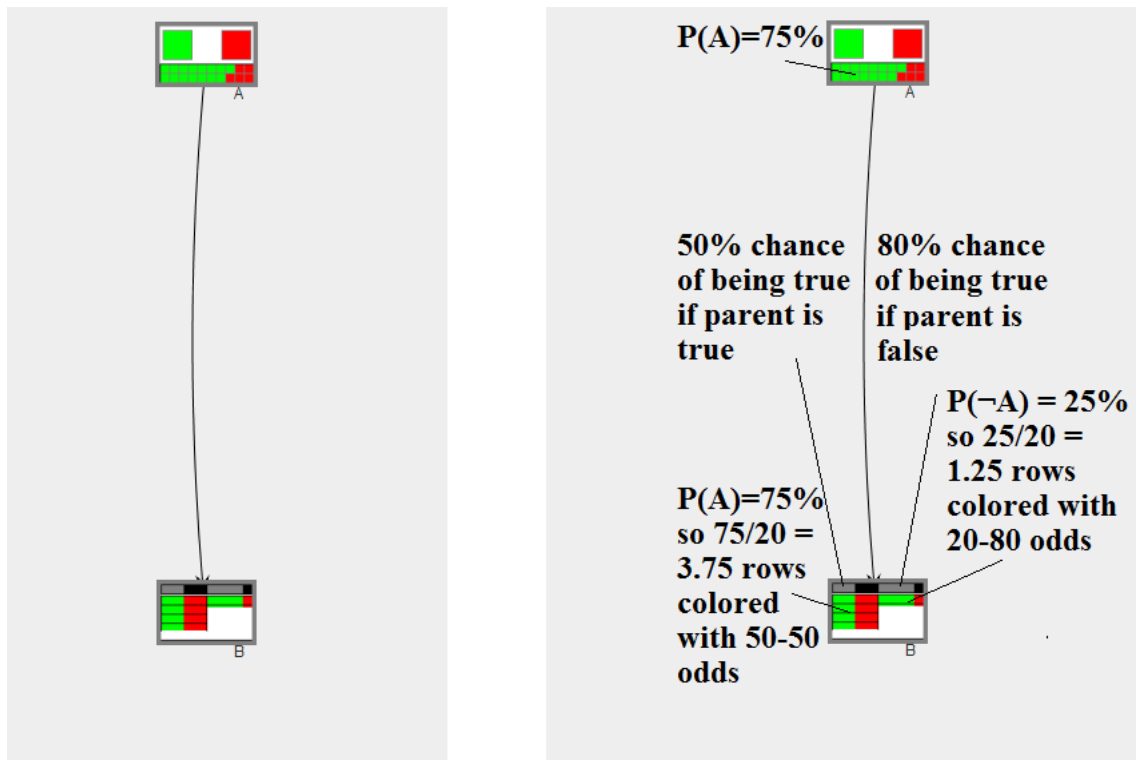 A
B
P(A)=75%
A
50% chance
of being true
if parent is
true
80% chance
of being true
if parent is
false
P(¬A) = 25%
so 25/20 =
1.25 rows
colored with
20-80 odds
P(A)=75%
so 75/20 =
3.75 rows
colored
with 50-50
odds
B